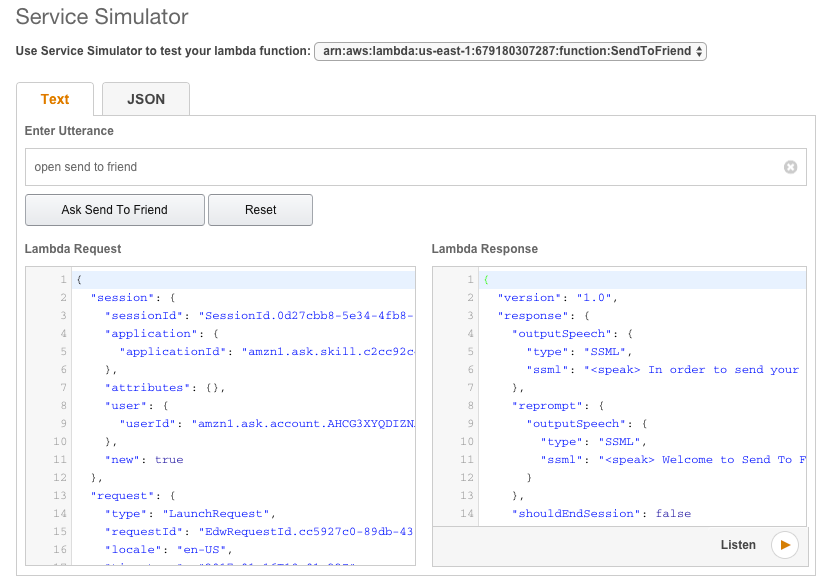 Service Simulator
Use Service Simulator to test your lambda function: arn:aws:lambda:us-east-1:679180307287:function:SendToFriend
Text
JSON
Enter Utterance
open send to friend
Ask Send To Friend
Reset
Lambda Request
1 {
2 "session": {
3 "sessionId": "SessionId.0d27cbb8-5e34-4fb8-
4 "application": {
5 "applicationId": "amzn1.ask.skill.c2cc92c
6 },
7 "attributes": {},
8 "user": {
9 "userId": "amzn1.ask.account.AHCG3XYQDIZN
10 },
11 "new": true
12 },
13 "request": {
14 "type": "LaunchRequest",
15 "requestId": "EdwRequestId.cc5927c0-89db-43
16 "locale": "en-US",
Lambda Response
1 {
2 "version": "1.0",
3 "response": {
4 "outputSpeech": {
5 "type": "SSML",
6 "ssml": "<speak> In order to send your
7 },
8 "reprompt": {
9 "outputSpeech": {
10 "type": "SSML",
11 "ssml": "<speak> Welcome to Send To F
12 }
13 },
14 "shouldEndSession": false
Listen